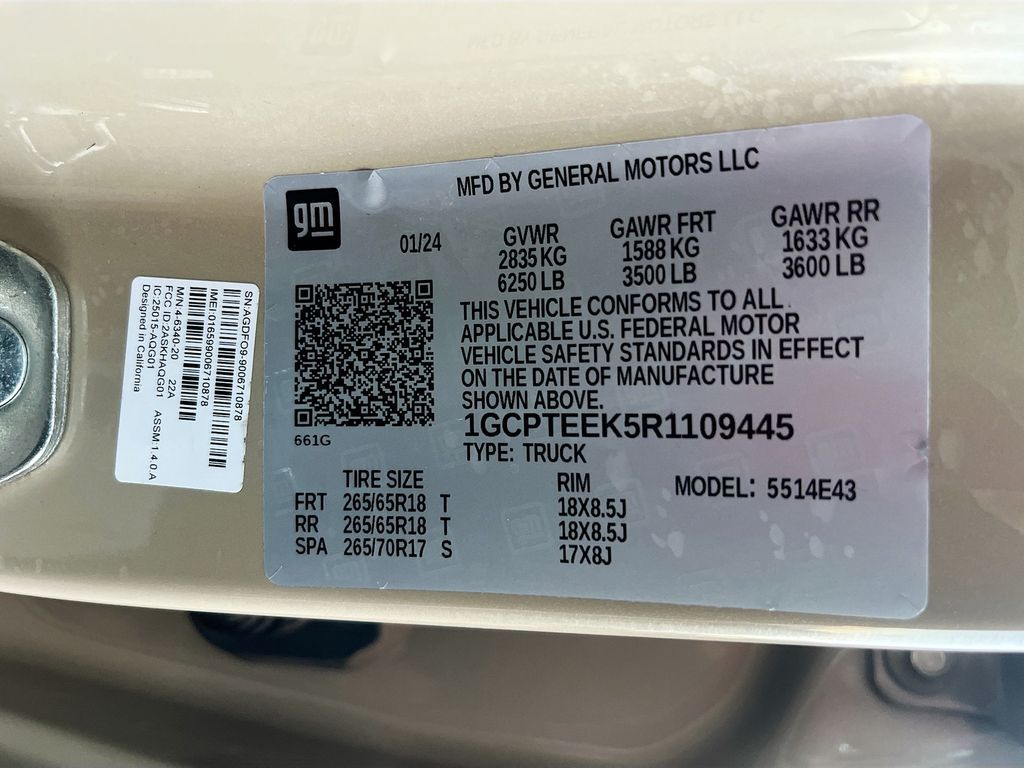 MFD BY GENERAL MOTORS LLC
gm
01/24
GVWR
2835 KG
6250 LB
GAWR FRT
1588 KG
3500 LB
GAWR RR
1633 KG
3600 LB
THIS VEHICLE CONFORMS TO ALL
APPLICABLE U.S. FEDERAL MOTOR
VEHICLE SAFETY STANDARDS IN EFFECT
ON THE DATE OF MANUFACTURE
SHOWN ABOVE.
661G
1GCPTEEK5R1109445
TYPE: TRUCK
TIRE SIZE RIM MODEL: 5514E43
FRT 265/65R18 T 18X8.5J
RR 265/65R18 T 18X8.5J
SPA 265/70R17 S 17X8J
SN:AGDFO9-9006710878
IMEI:016599006710878
M/N 4-6340-20 22A
FCC ID:2ASKHAQG01 ASSM.1.4.0.A
IC:25015-AQG01
Designed in California